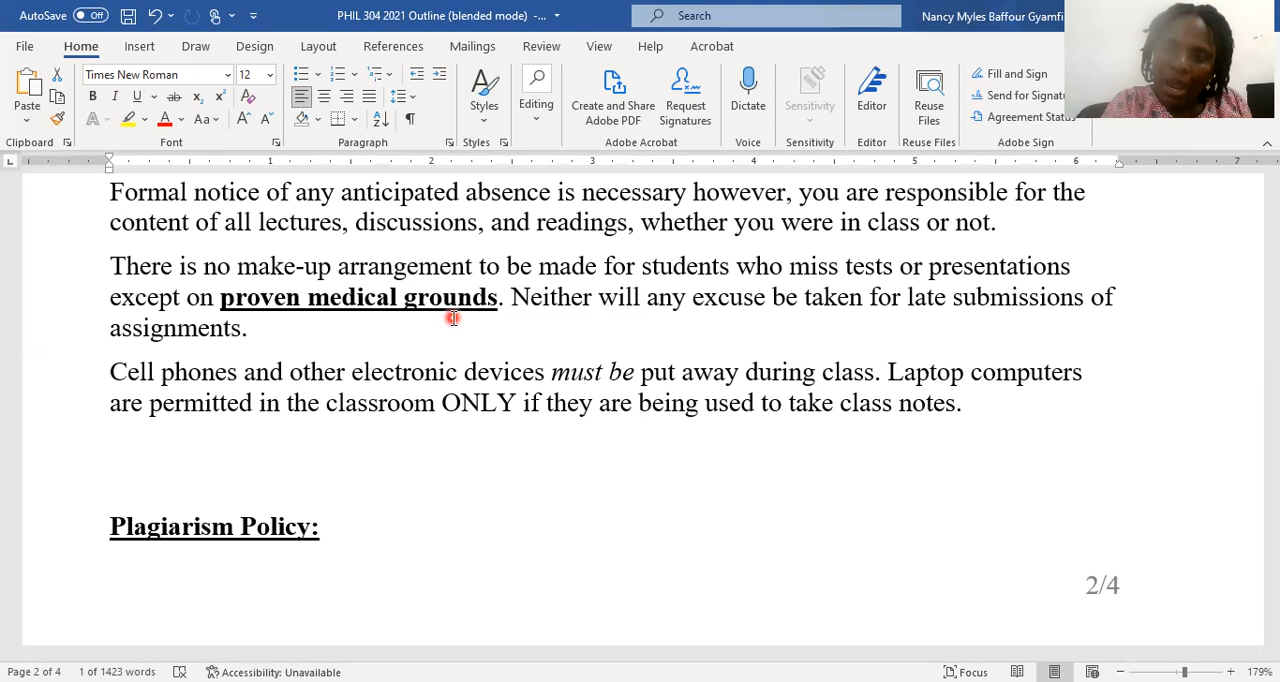 AutoSave Off PHIL 304 2021 Outline (blended mode) -... Search Nancy Myles Baffour Gyamfi
File Home Insert Draw Design Layout References Mailings Review View Help Acrobat
Times New Roman 12
Paste Styles Editing Create and Share Adobe PDF Request Signatures Dictate Sensitivity Editor Reuse Files Fill and Sign
Send for Signatu
Agreement Status
Clipboard Font Paragraph Styles Adobe Acrobat Voice Sensitivity Editor Reuse Files Adobe Sign
1 2 3 4 5 6 7
Formal notice of any anticipated absence is necessary however, you are responsible for the
content of all lectures, discussions, and readings, whether you were in class or not.
There is no make-up arrangement to be made for students who miss tests or presentations
except on proven medical grounds. Neither will any excuse be taken for late submissions of
assignments.
Cell phones and other electronic devices must be put away during class. Laptop computers
are permitted in the classroom ONLY if they are being used to take class notes.
Plagiarism Policy:
2/4
Page 2 of 4 1 of 1423 words Accessibility: Unavailable Focus 179%